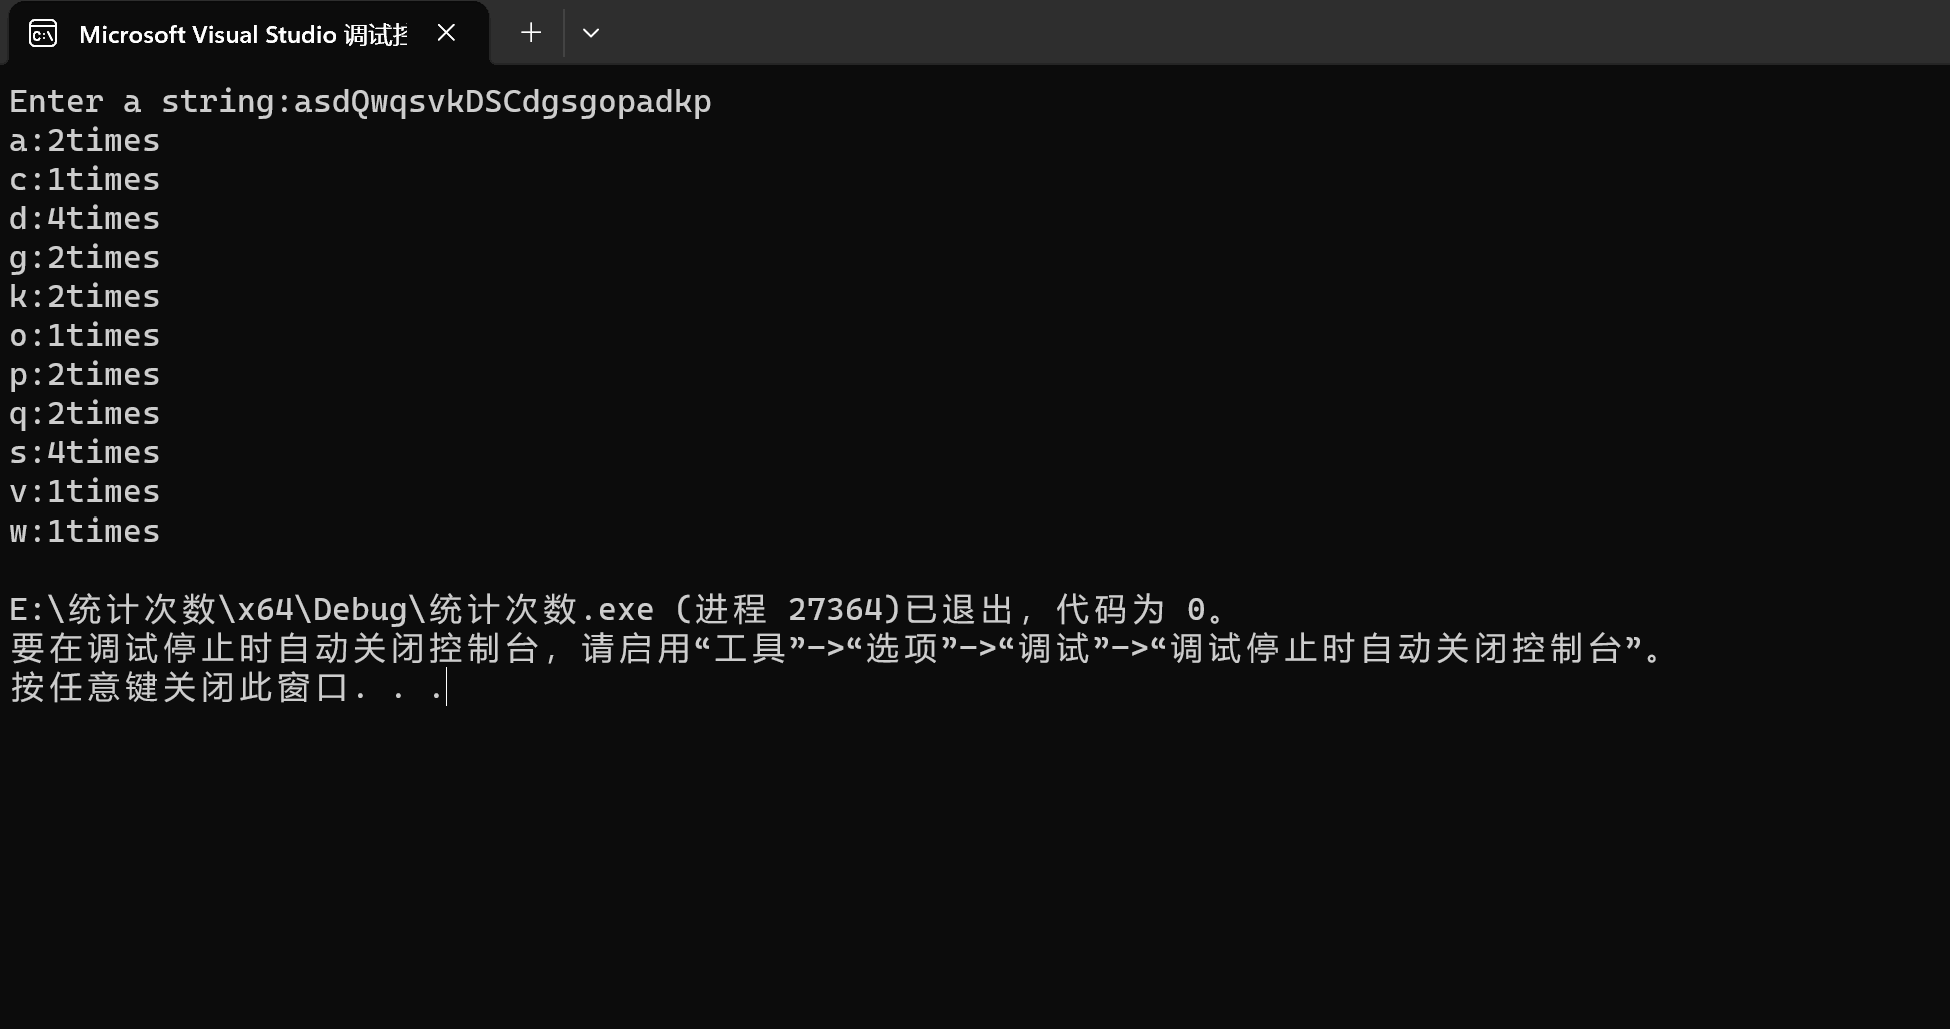 Microsoft Visual Studio 调试控
Enter a string:asdQwqsvkDSCdgsgopadkp
a:2times
c:1times
d:4times
g:2times
k:2times
o:1times
p:2times
q:2times
s:4times
v:1times
w:1times
E:\统计次数\x64\Debug\统计次数.exe (进程 27364)已退出，代码为 0。
要在调试停止时自动关闭控制台，请启用“工具”->“选项”->“调试”->“调试停止时自动关闭控制台”。
按任意键关闭此窗口. . .